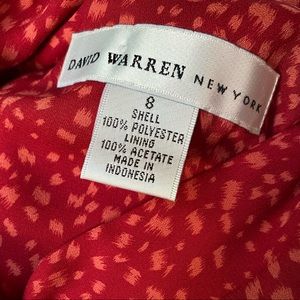 DAVID WARREN NEW YORK
8
SHELL
100% POLYESTER
LINING
100% ACETATE
MADE IN
INDONESIA